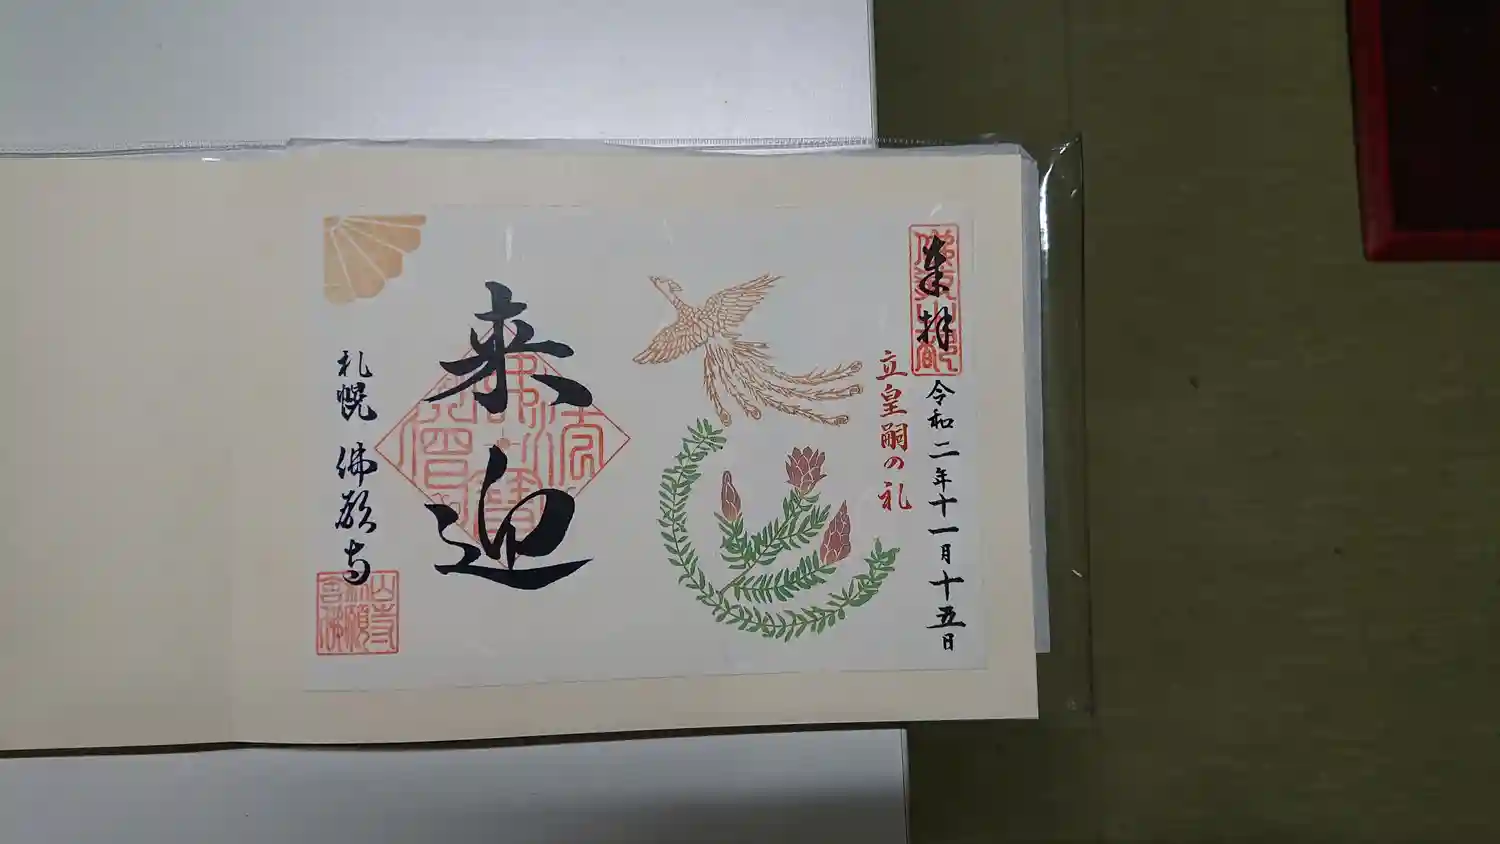 奉拝
令和二年十一月十五日
立皇嗣の礼
来迎
札幌 佛願寺